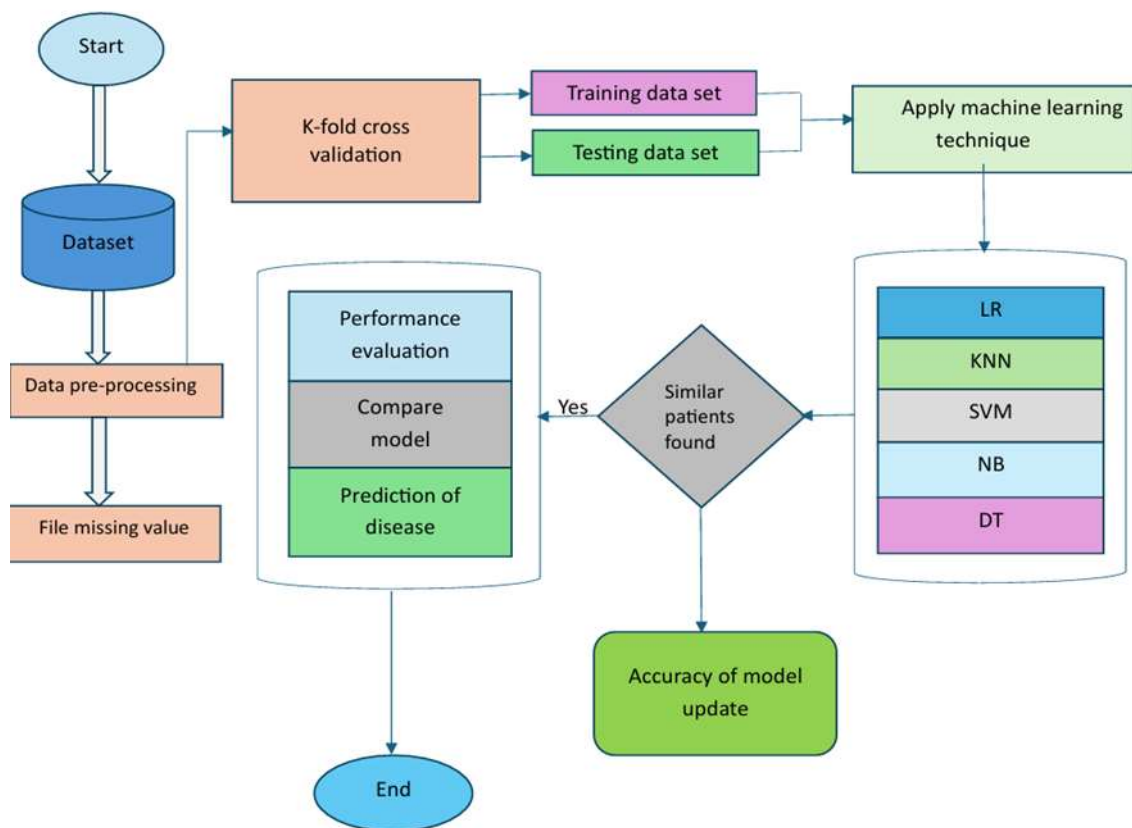 Start
Dataset
Data pre-processing
File missing value
K-fold cross
validation
Training data set
Testing data set
Apply machine learning
technique
LR
KNN
SVM
NB
DT
Similar
patients
found
Yes
Performance
evaluation
Compare
model
Prediction of
disease
Accuracy of model
update
End